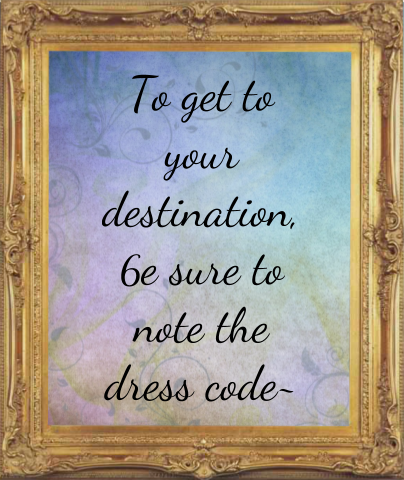 To get to
your
destination,
6e sure to
note the
dress code~